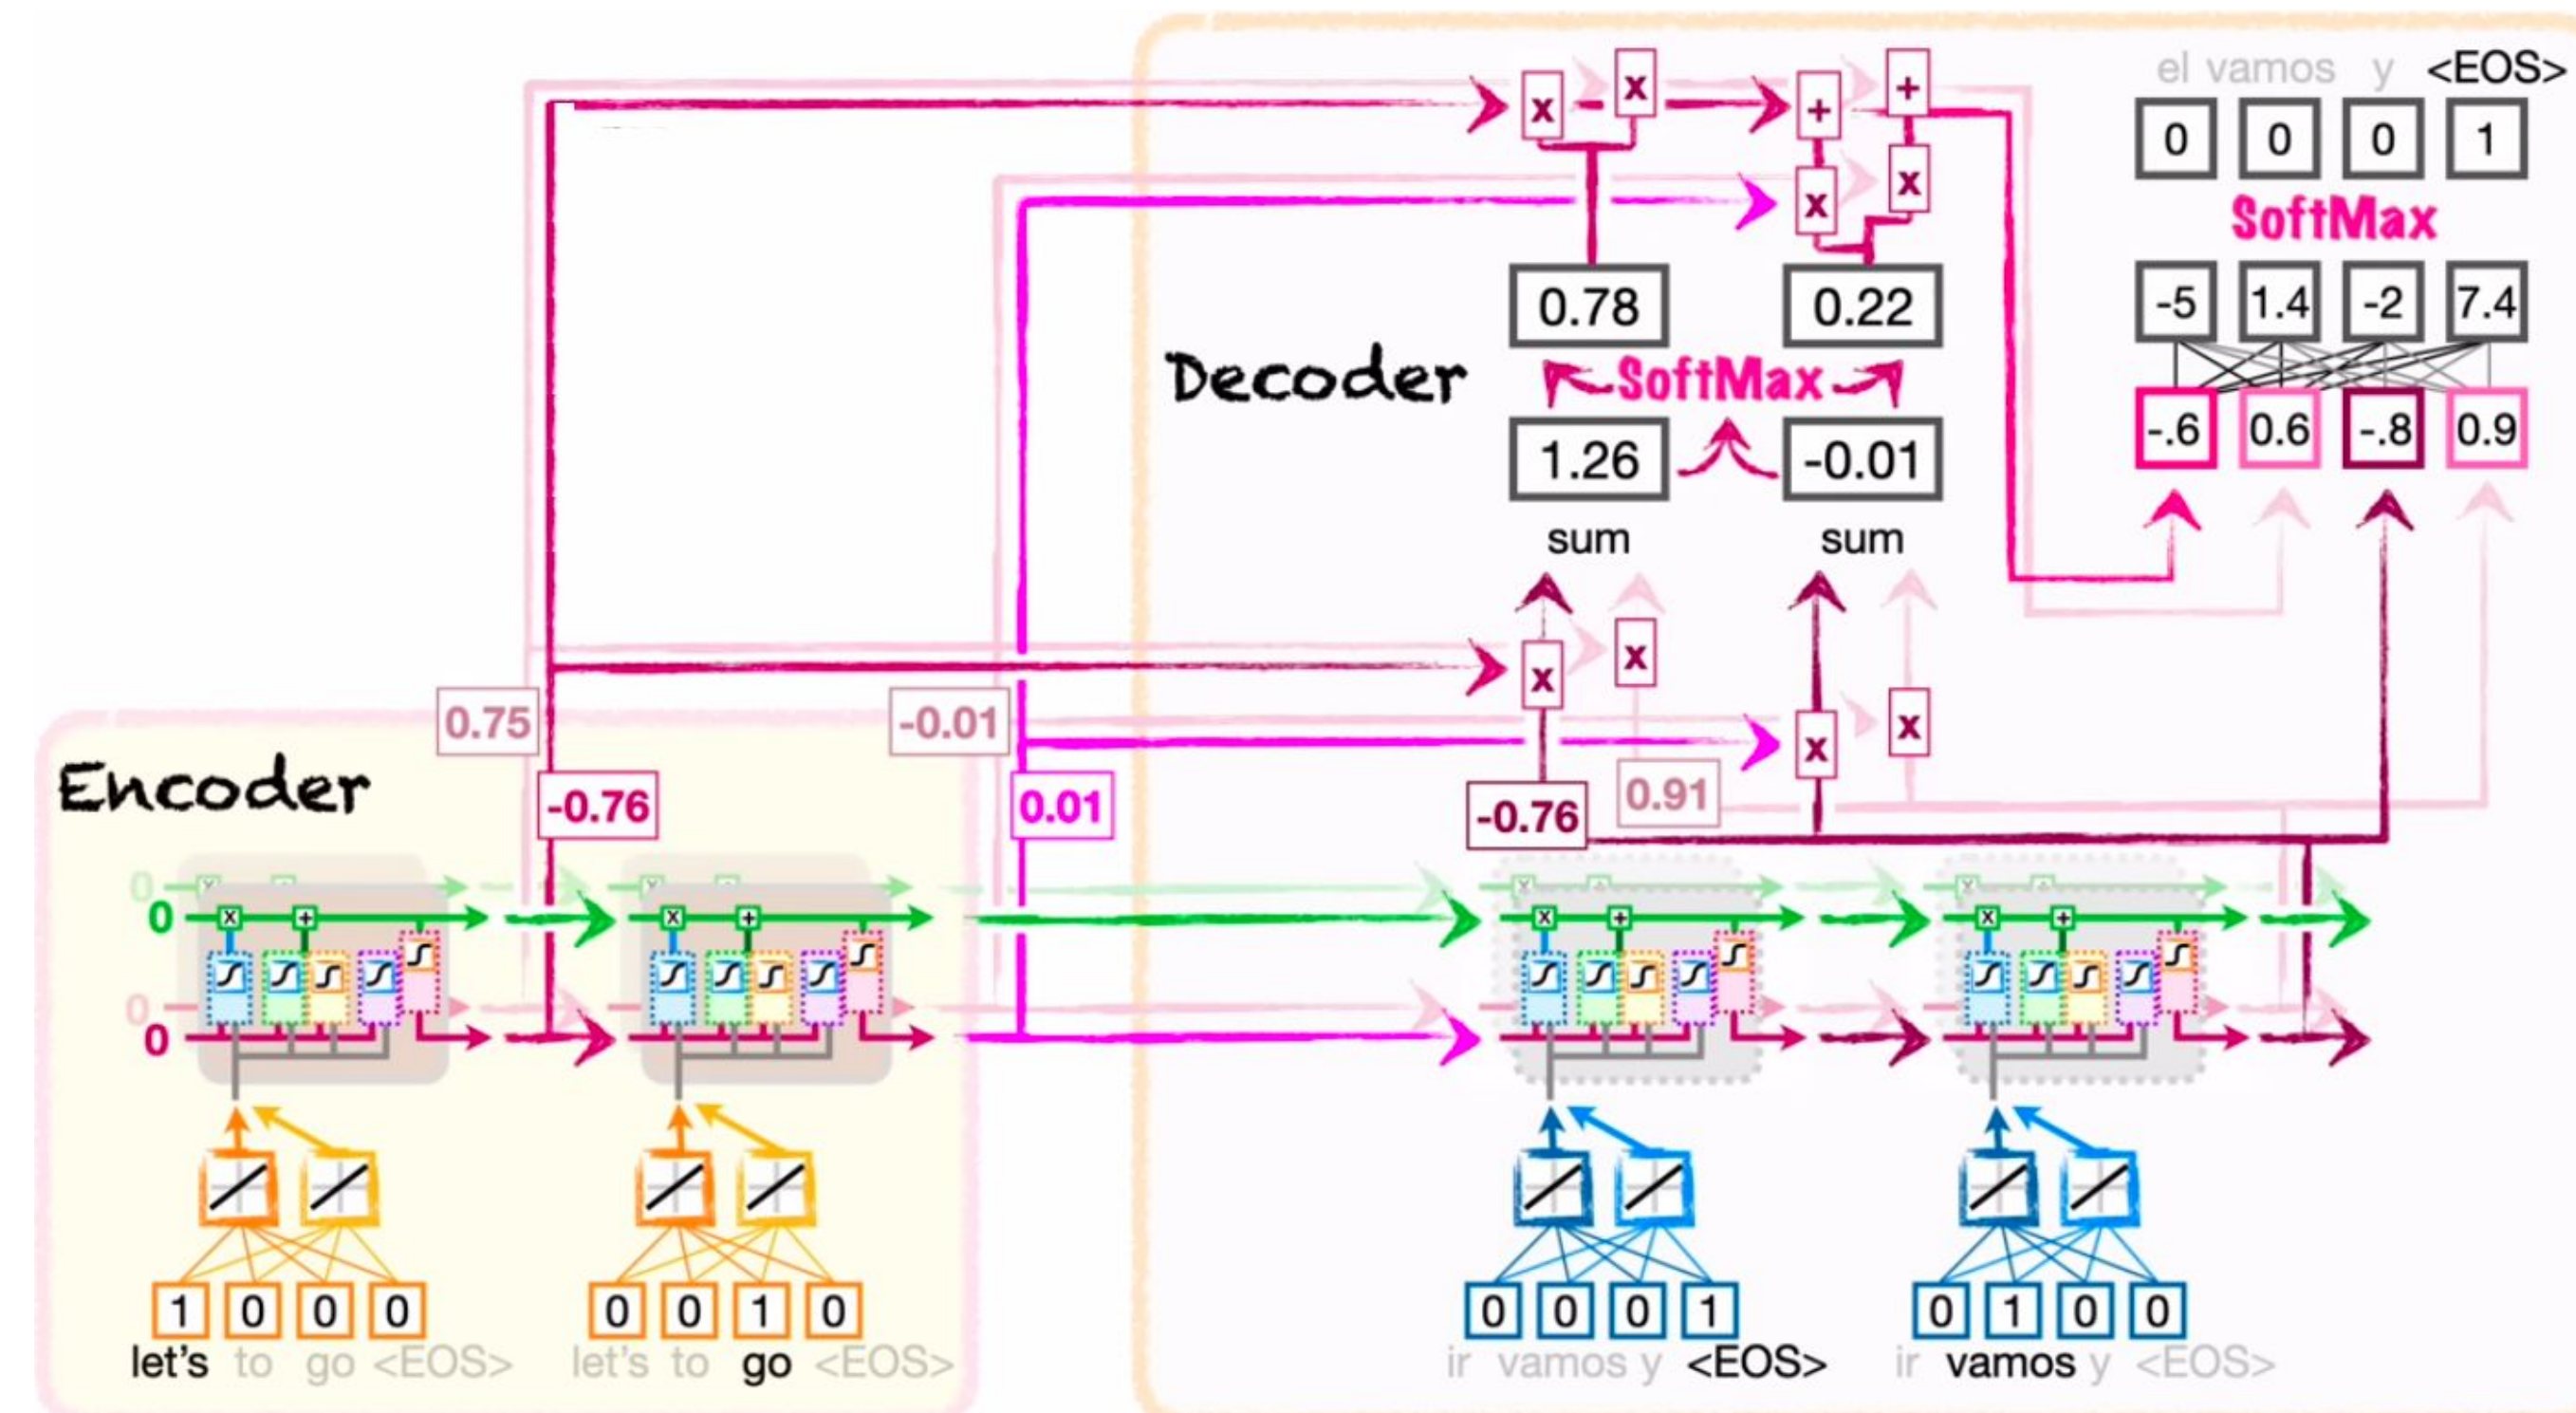 el vamos y <EOS>
0 0 0 1
SoftMax
-5 1.4 -2 7.4
-.6 0.6 -.8 0.9
x x + +
x x
0.78 0.22
Decoder
SoftMax
1.26 -0.01
sum sum
x x
x x
0.75 -0.76 -0.01 0.01
-0.76 0.91
Encoder
0 x + x + x + x +
0 x + x + x + x +
0
0
1 0 0 0
let's to go <EOS>
0 0 1 0
let's to go <EOS>
0 0 0 1
ir vamos y <EOS>
0 1 0 0
ir vamos y <EOS>